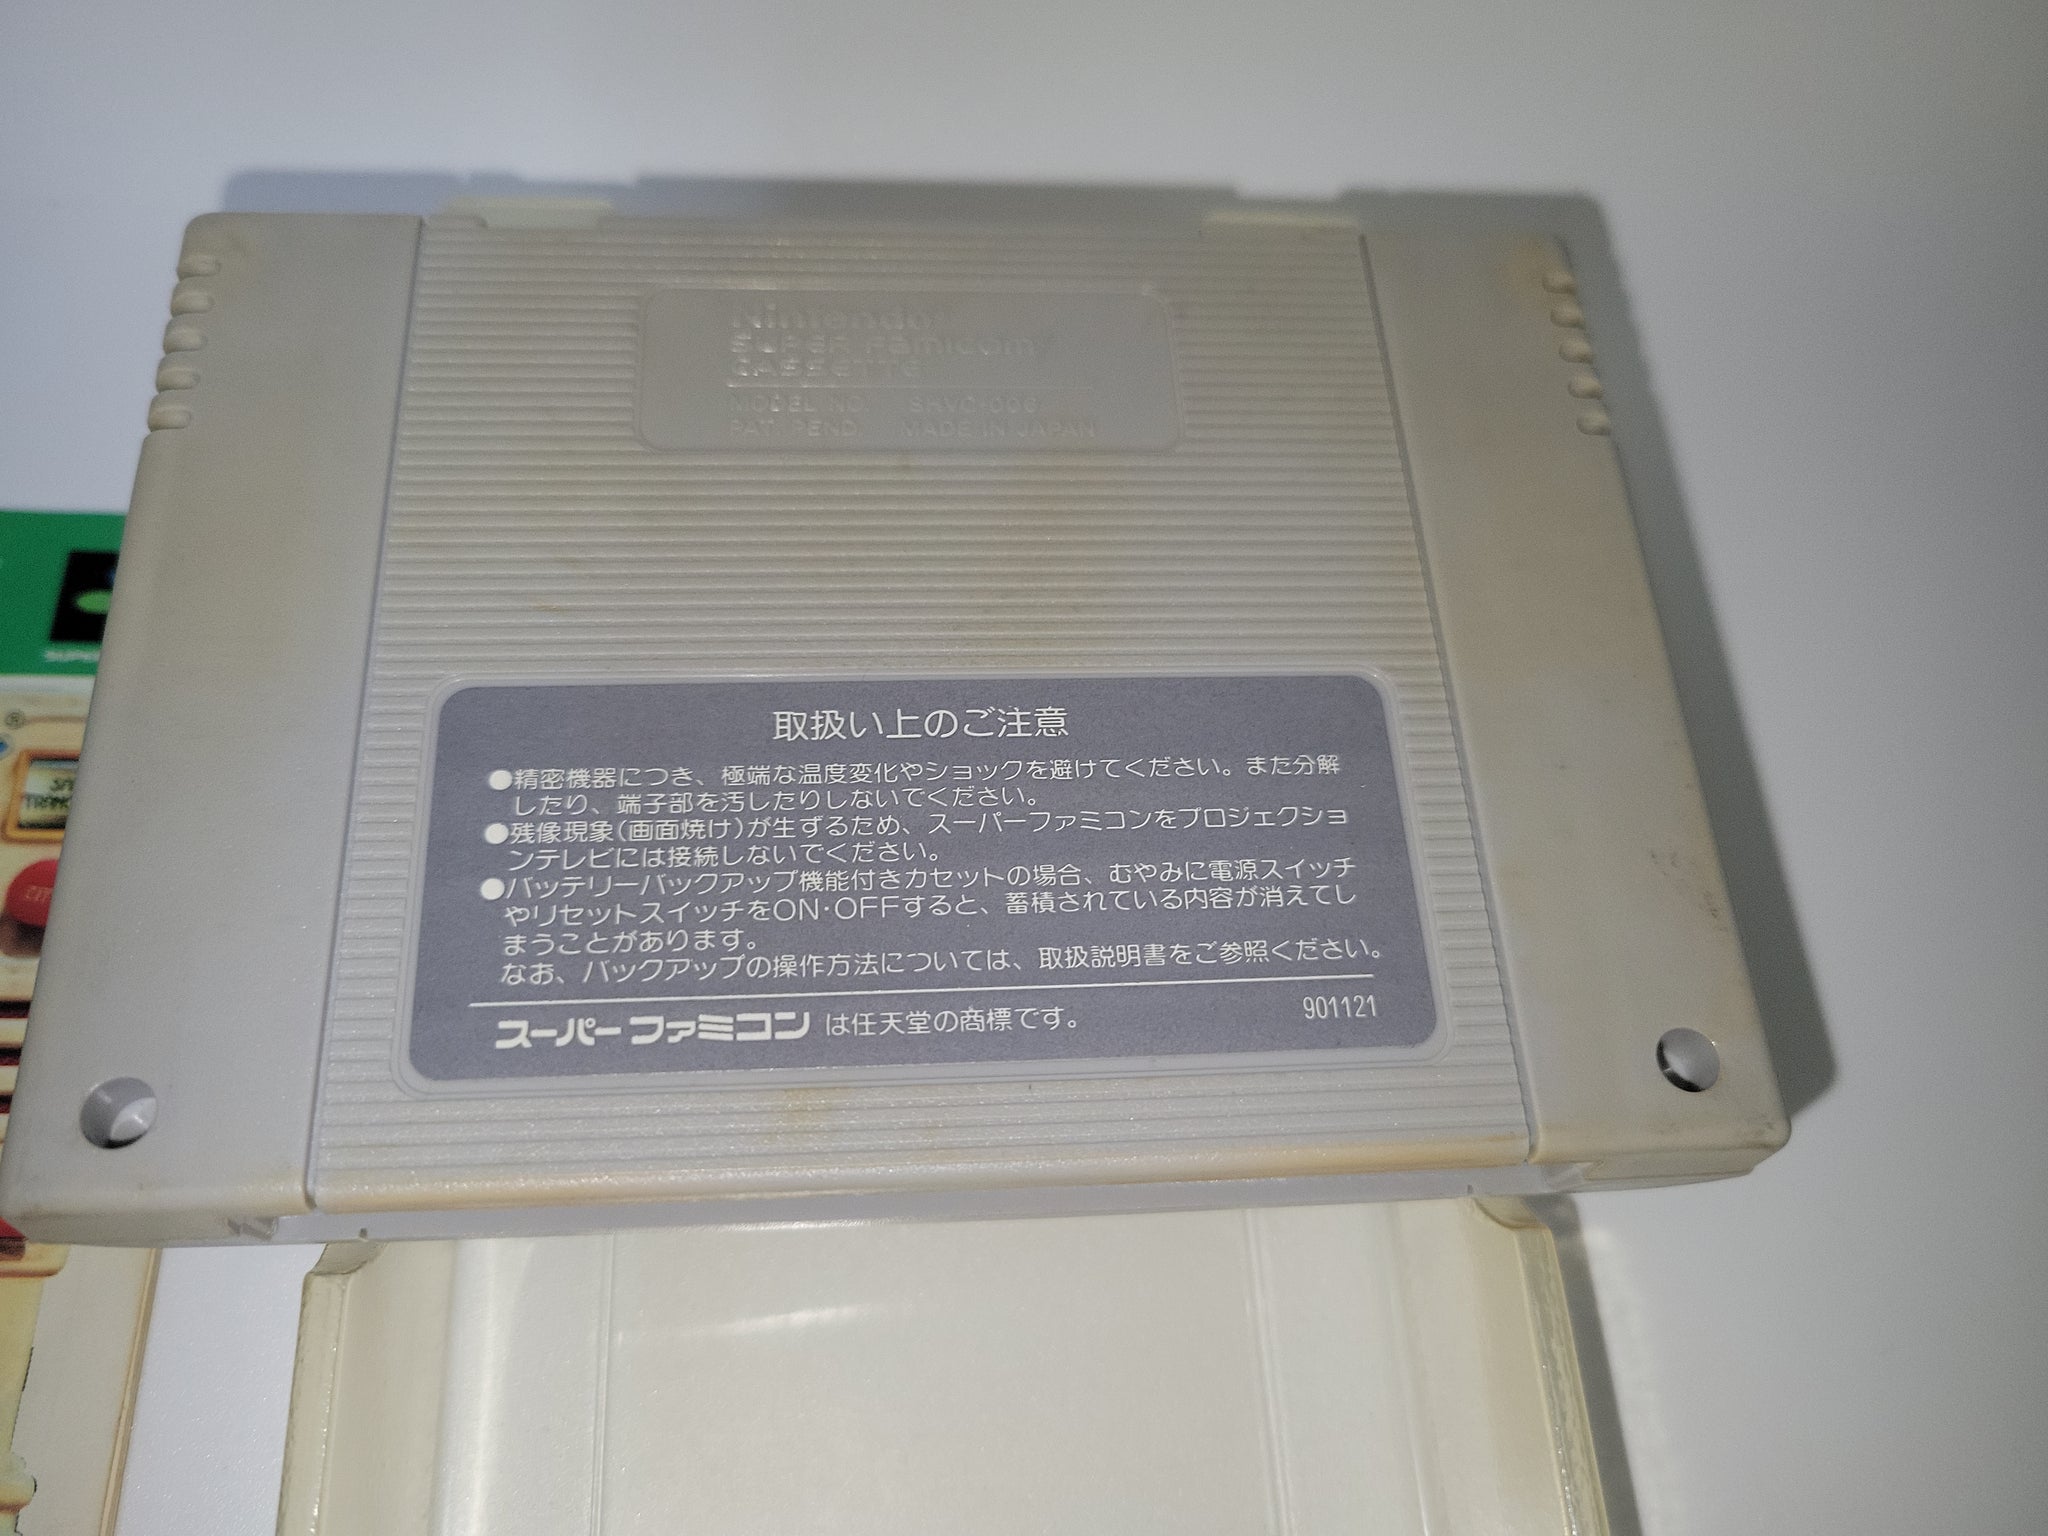 Nintendo
SUPER Famicom
CASSETTE
MODEL NO. SHVC-006
PAT. PEND. MADE IN JAPAN
取扱い上のご注意
●精密機器につき、極端な温度変化やショックを避けてください。また分解
したり、端子部を汚したりしないでください。
●残像現象(画面焼け)が生ずるため、スーパーファミコンをプロジェクショ
ンテレビには接続しないでください。
●バッテリーバックアップ機能付きカセットの場合、むやみに電源スイッチ
やリセットスイッチをON・OFFすると、蓄積されている内容が消えてし
まうことがあります。
なお、バックアップの操作方法については、取扱説明書をご参照ください。
スーパーファミコン は任天堂の商標です。 901121